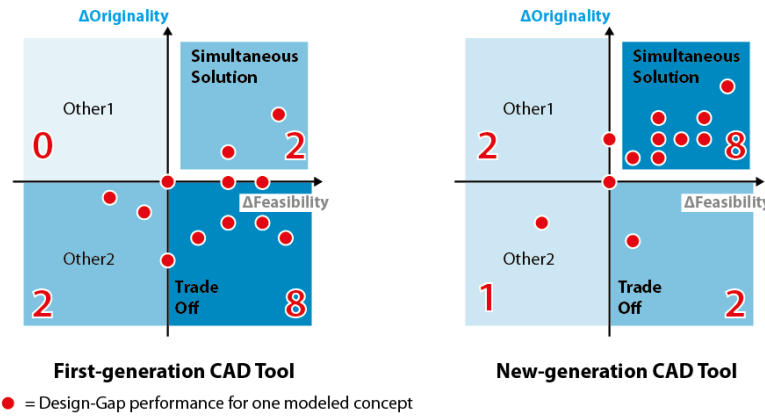 ΔOriginality
Simultaneous
Solution
Other1
0
2
ΔFeasibility
Other2
Trade
Off
2
8
First-generation CAD Tool
ΔOriginality
Simultaneous
Solution
Other1
2
8
ΔFeasibility
Other2
Trade
Off
1
2
New-generation CAD Tool
= Design-Gap performance for one modeled concept